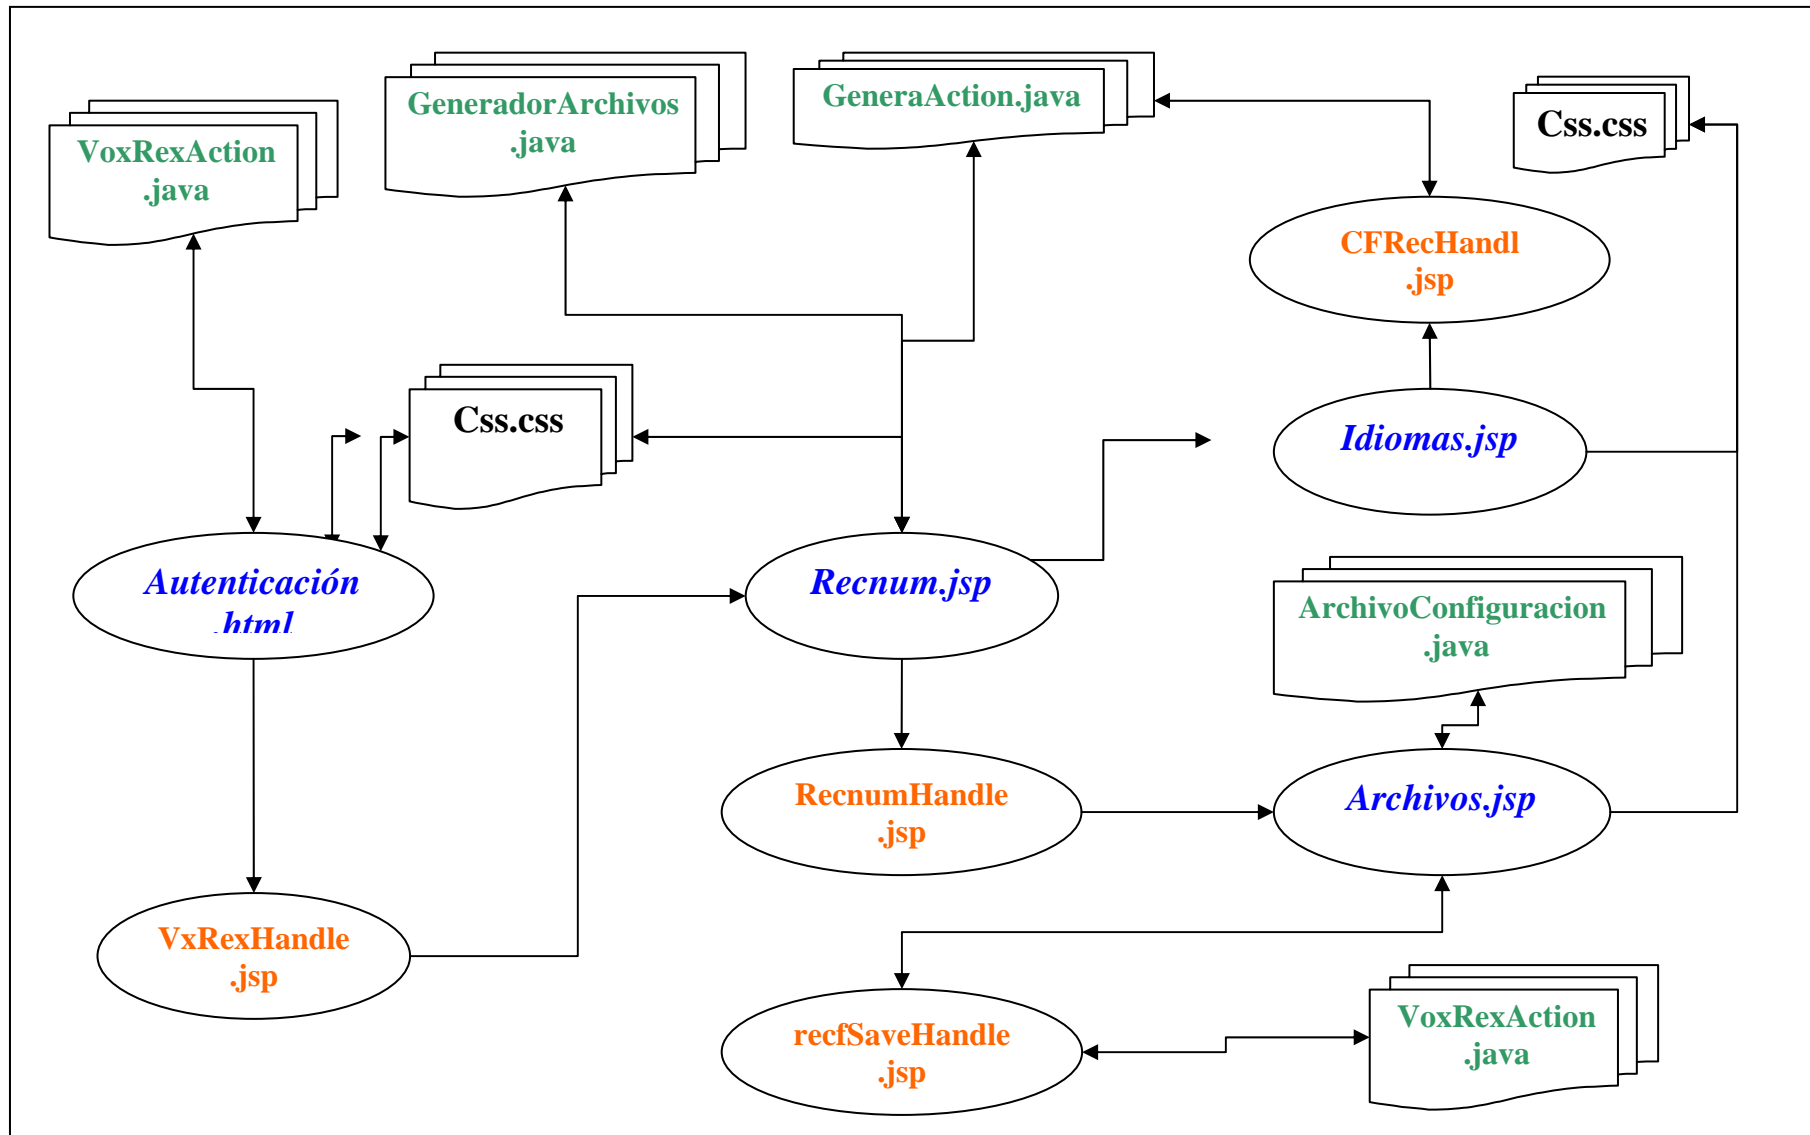 VoxRexAction
.java
GeneradorArchivos
.java
GeneraAction.java
Css.css
CFRecHandl
.jsp
Css.css
Idiomas.jsp
Autenticación
.html
Recnum.jsp
ArchivoConfiguracion
.java
RecnumHandle
.jsp
Archivos.jsp
VxRexHandle
.jsp
recfSaveHandle
.jsp
VoxRexAction
.java